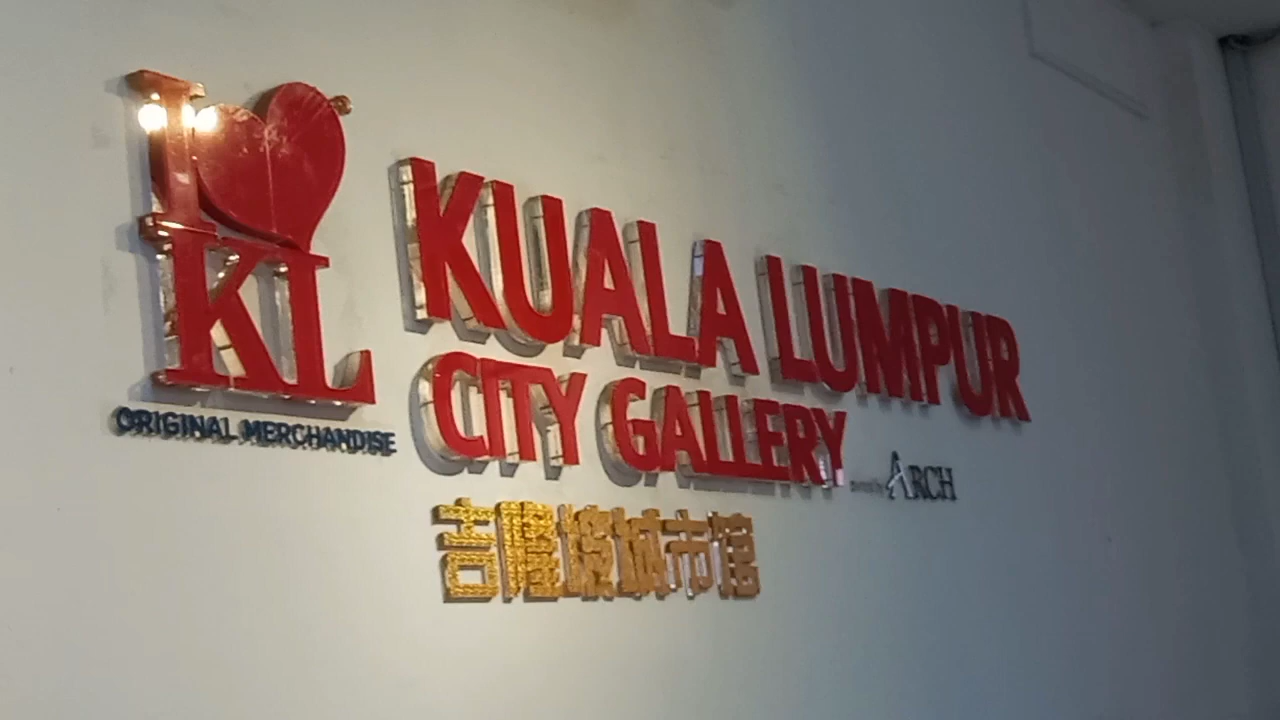 I ❤
KL
ORIGINAL MERCHANDISE
KUALA LUMPUR
CITY GALLERY
ARCH
吉隆坡城市馆